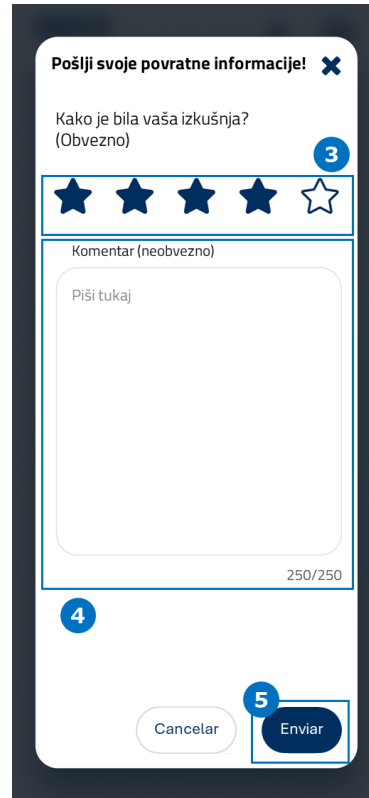 Pošlji svoje povratne informacije!
Kako je bila vaša izkušnja?
(Obvezno)
3
Komentar (neobvezno)
Piši tukaj
250/250
4
5
Cancelar
Enviar